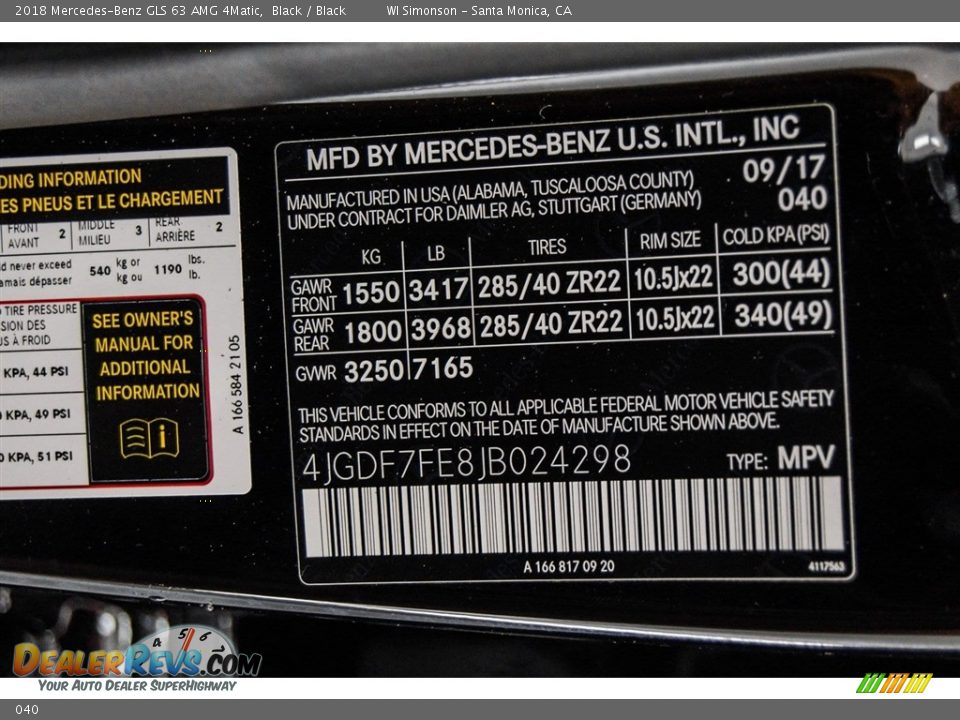 2018 Mercedes-Benz GLS 63 AMG 4Matic, Black / Black WI Simonson - Santa Monica, CA
DING INFORMATION
ES PNEUS ET LE CHARGEMENT
FRONT AVANT 2 MIDDLE MILIEU 3 REAR ARRIÈRE 2
d never exceed
amais dépasser 540 kg or kg ou 1190 lbs. lb.
TIRE PRESSURE
SION DES
US À FROID
KPA, 44 PSI
0 KPA, 49 PSI
0 KPA, 51 PSI
SEE OWNER'S
MANUAL FOR
ADDITIONAL
INFORMATION
A 166 584 21 05
MFD BY MERCEDES-BENZ U.S. INTL., INC
MANUFACTURED IN USA (ALABAMA, TUSCALOOSA COUNTY) 09/17
UNDER CONTRACT FOR DAIMLER AG, STUTTGART (GERMANY) 040
KG LB TIRES RIM SIZE COLD KPA(PSI)
GAWR FRONT 1550 3417 285/40 ZR22 10.5Jx22 300(44)
GAWR REAR 1800 3968 285/40 ZR22 10.5Jx22 340(49)
GVWR 3250 7165
THIS VEHICLE CONFORMS TO ALL APPLICABLE FEDERAL MOTOR VEHICLE SAFETY
STANDARDS IN EFFECT ON THE DATE OF MANUFACTURE SHOWN ABOVE.
4JGDF7FE8JB024298 TYPE: MPV
A 166 817 09 20 4117563
4 5 6
DEALERREVS.COM
YOUR AUTO DEALER SUPERHIGHWAY
040